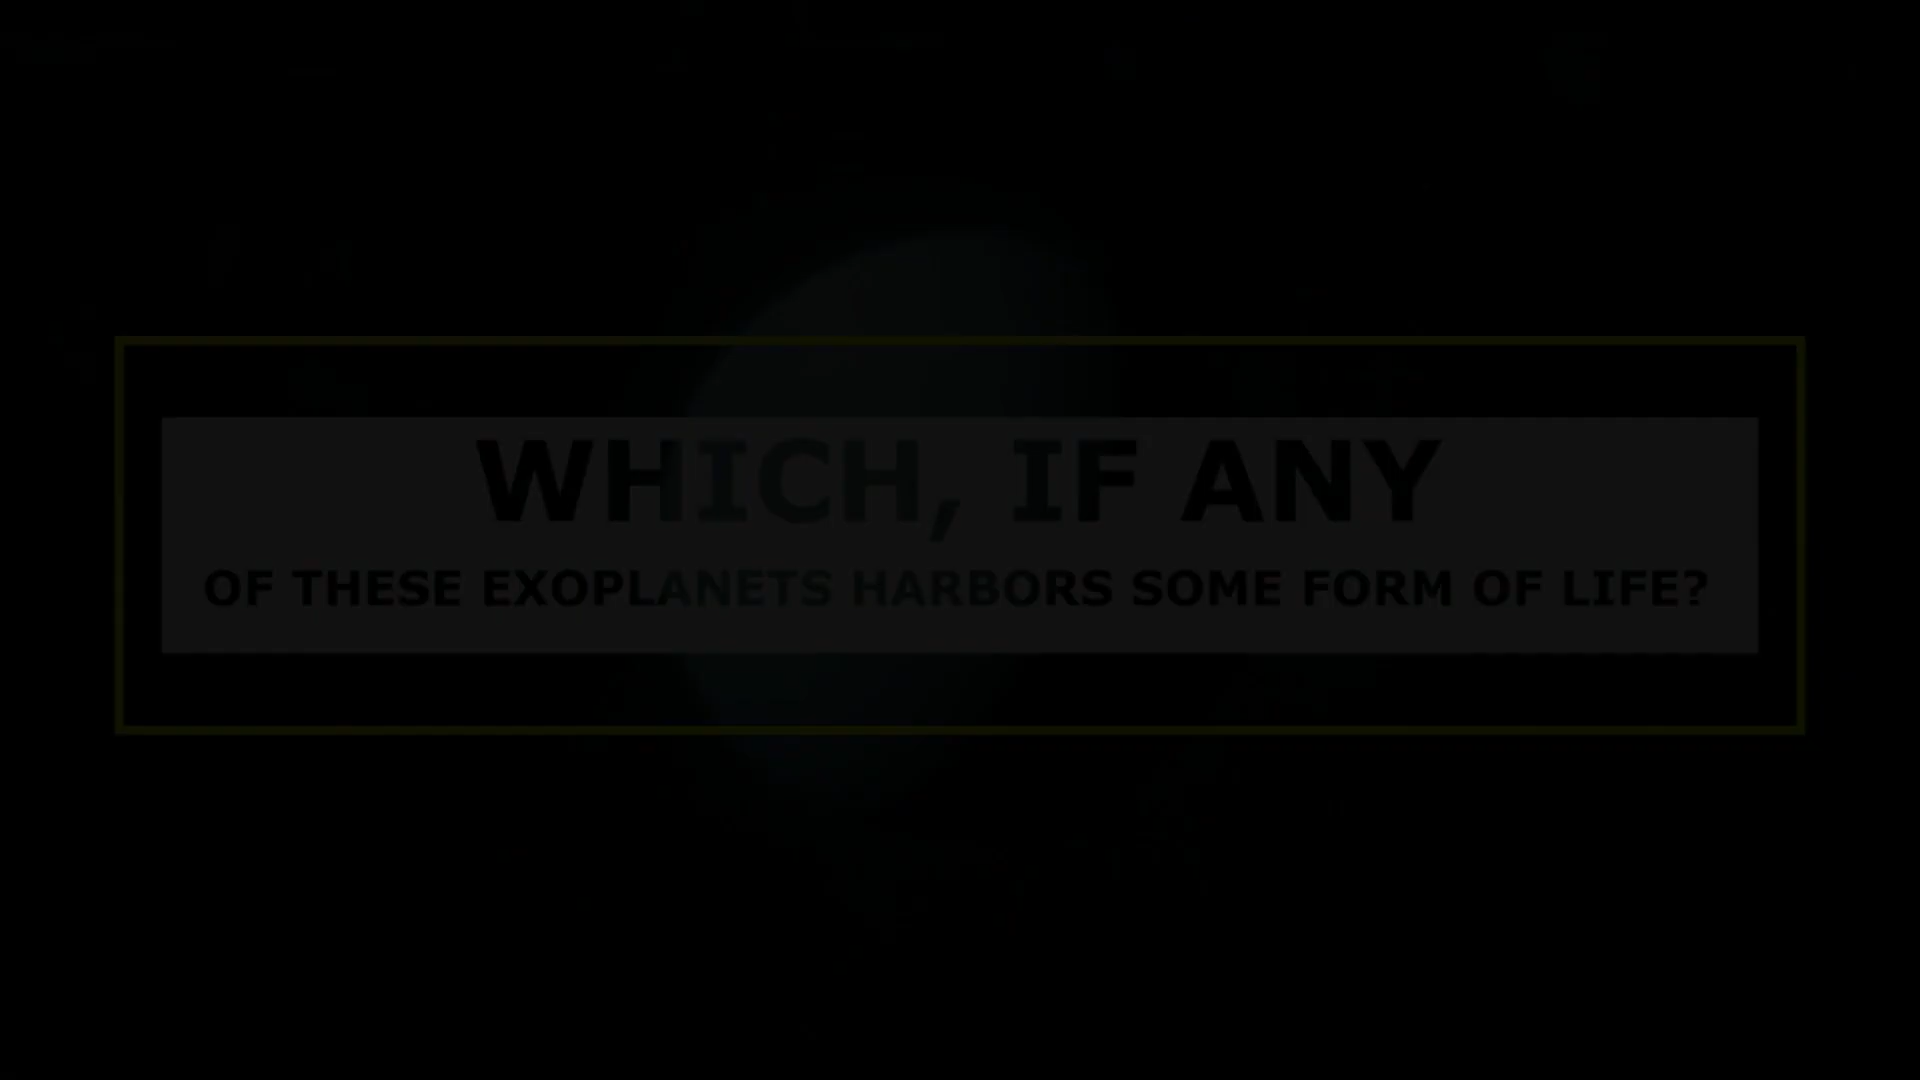 WHICH, IF ANY
OF THESE EXOPLANETS HARBORS SOME FORM OF LIFE?